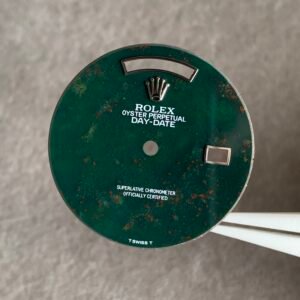 ROLEX
OYSTER PERPETUAL
DAY-DATE
SUPERLATIVE CHRONOMETER
OFFICIALLY CERTIFIED
T SWISS T